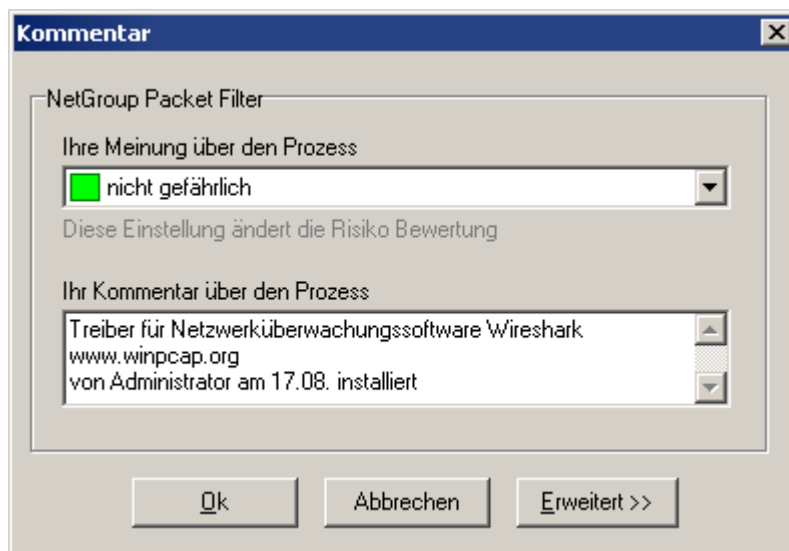 Kommentar
NetGroup Packet Filter
Ihre Meinung über den Prozess
nicht gefährlich
Diese Einstellung ändert die Risiko Bewertung
Ihr Kommentar über den Prozess
Treiber für Netzwerküberwachungssoftware Wireshark
www.winpcap.org
von Administrator am 17.08. installiert
Ok
Abbrechen
Erweitert >>